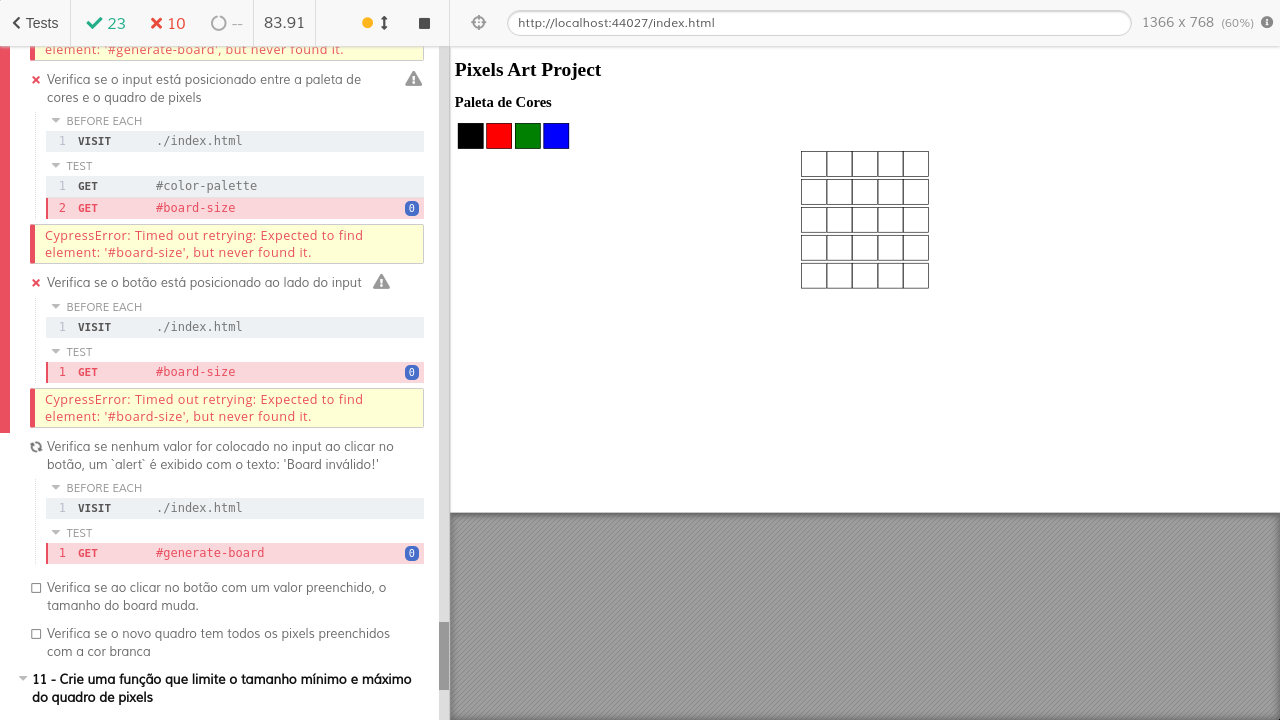 Tests
23
10
--
83.91
http://localhost:44027/index.html
1366 x 768 (60%)
element: '#generate-board', but never found it.
Verifica se o input está posicionado entre a paleta de
cores e o quadro de pixels
BEFORE EACH
1 VISIT ./index.html
TEST
1 GET #color-palette
2 GET #board-size 0
CypressError: Timed out retrying: Expected to find
element: '#board-size', but never found it.
Verifica se o botão está posicionado ao lado do input
BEFORE EACH
1 VISIT ./index.html
TEST
1 GET #board-size 0
CypressError: Timed out retrying: Expected to find
element: '#board-size', but never found it.
Verifica se nenhum valor for colocado no input ao clicar no
botão, um `alert` é exibido com o texto: 'Board inválido!'
BEFORE EACH
1 VISIT ./index.html
TEST
1 GET #generate-board 0
Verifica se ao clicar no botão com um valor preenchido, o
tamanho do board muda.
Verifica se o novo quadro tem todos os pixels preenchidos
com a cor branca
11 - Crie uma função que limite o tamanho mínimo e máximo
do quadro de pixels
Pixels Art Project
Paleta de Cores